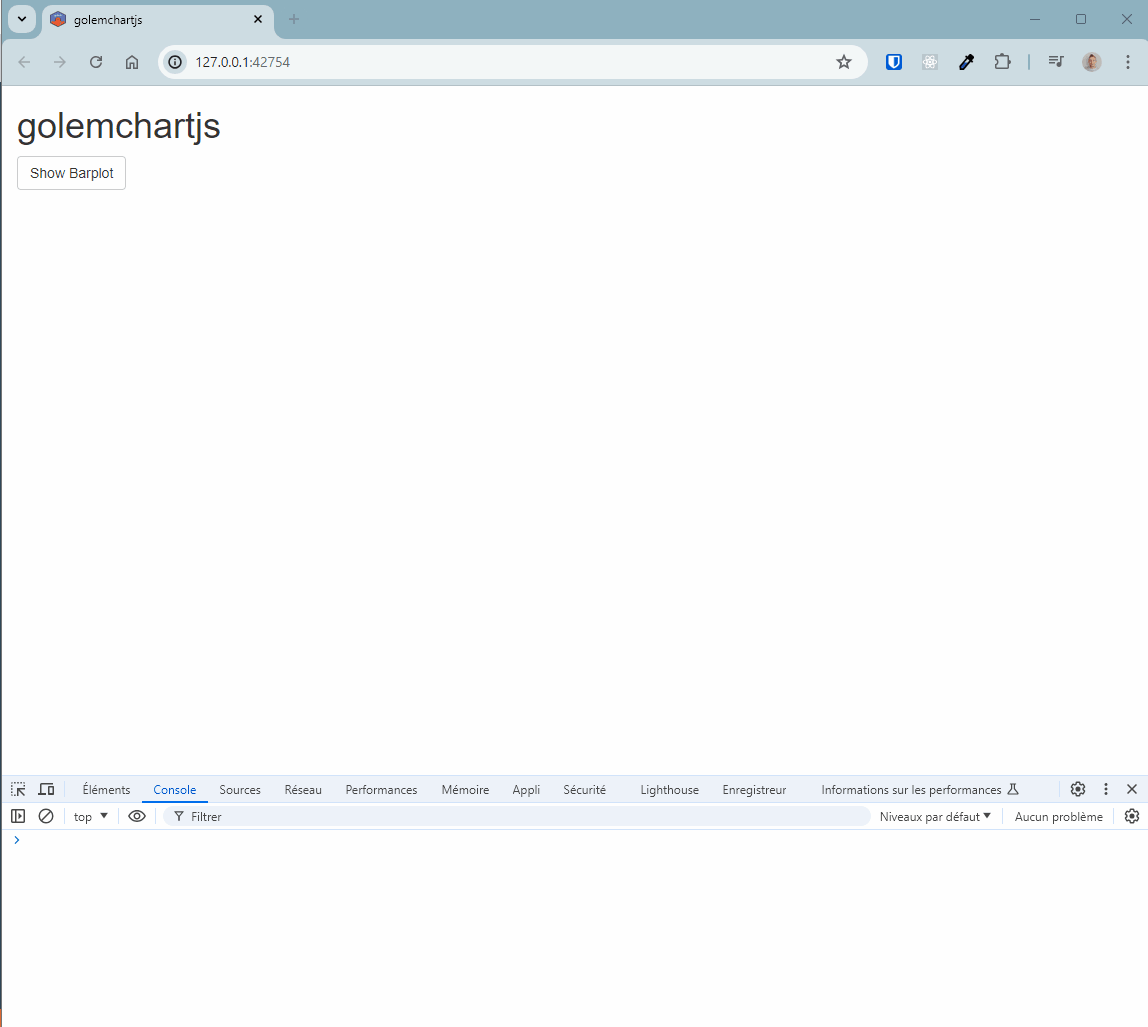 golemchartjs
127.0.0.1:42754
golemchartjs
Show Barplot
Éléments Console Sources Réseau Performances Mémoire Appli Sécurité Lighthouse Enregistreur Informations sur les performances
top Filtrer Niveaux par défaut Aucun problème